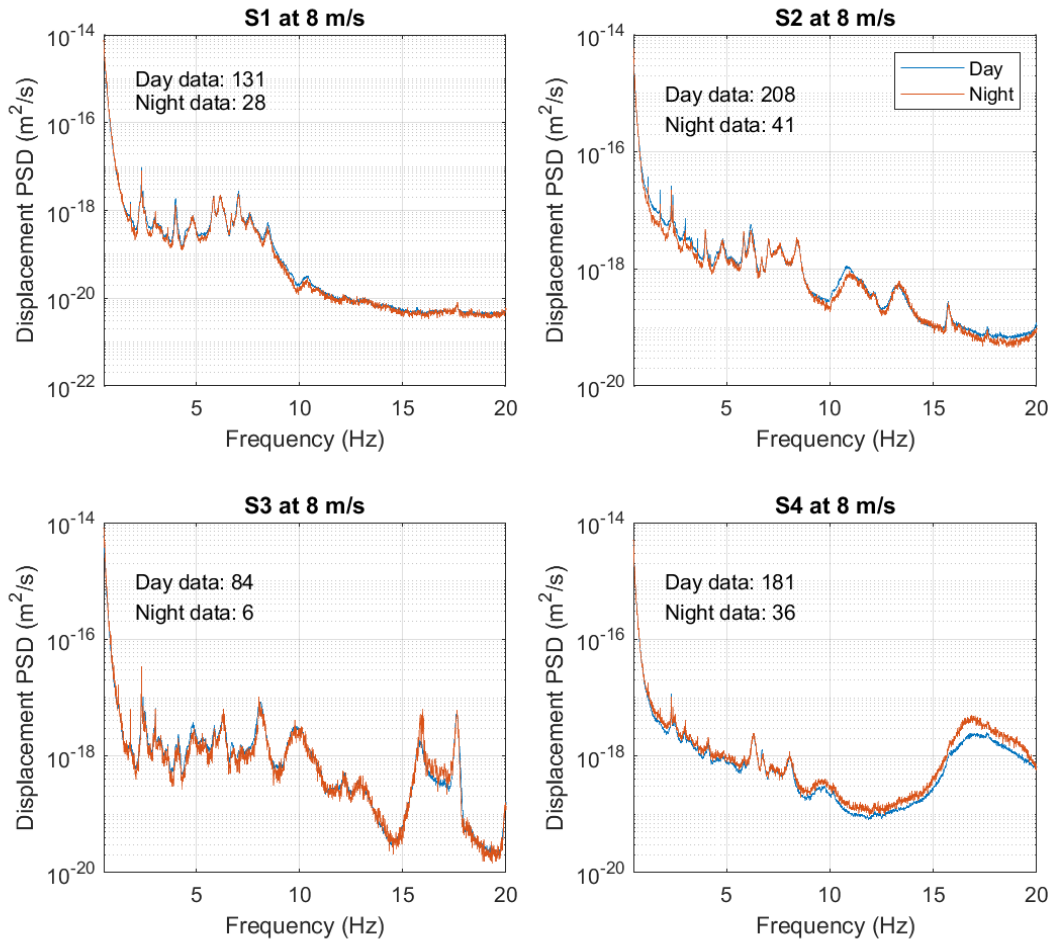 S1 at 8 m/s
Displacement PSD (m^2/s)
10^-14
10^-16
10^-18
10^-20
10^-22
Day data: 131
Night data: 28
5 10 15 20
Frequency (Hz)
S2 at 8 m/s
Displacement PSD (m^2/s)
10^-14
10^-16
10^-18
10^-20
Day data: 208
Night data: 41
Day
Night
5 10 15 20
Frequency (Hz)
S3 at 8 m/s
Displacement PSD (m^2/s)
10^-14
10^-16
10^-18
10^-20
Day data: 84
Night data: 6
5 10 15 20
Frequency (Hz)
S4 at 8 m/s
Displacement PSD (m^2/s)
10^-14
10^-16
10^-18
10^-20
Day data: 181
Night data: 36
5 10 15 20
Frequency (Hz)